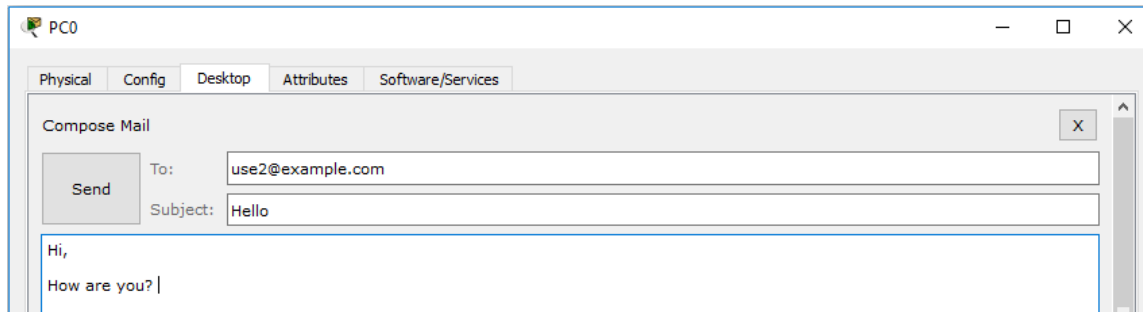 PC0
Physical Config Desktop Attributes Software/Services
Compose Mail X
Send
To: use2@example.com
Subject: Hello
Hi,
How are you?